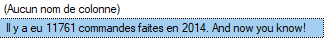 (Aucun nom de colonne)
Il y a eu 11761 commandes faites en 2014. And now you know!